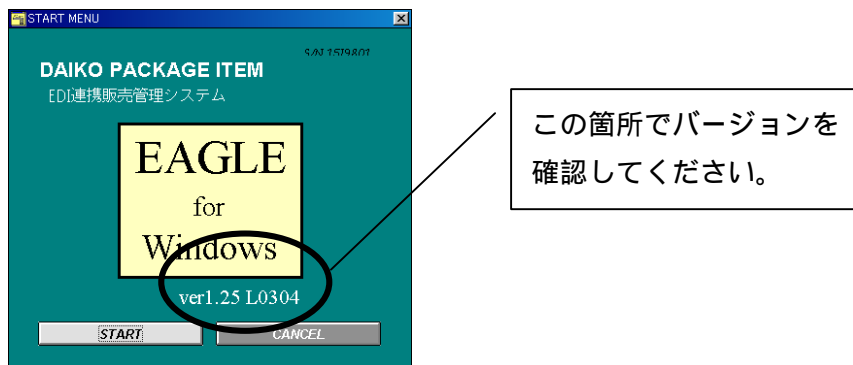 START MENU
DAIKO PACKAGE ITEM
EDI連携販売管理システム
EAGLE
for
Windows
ver1.25 L0304
START
CANCEL
この箇所でバージョンを
確認してください。